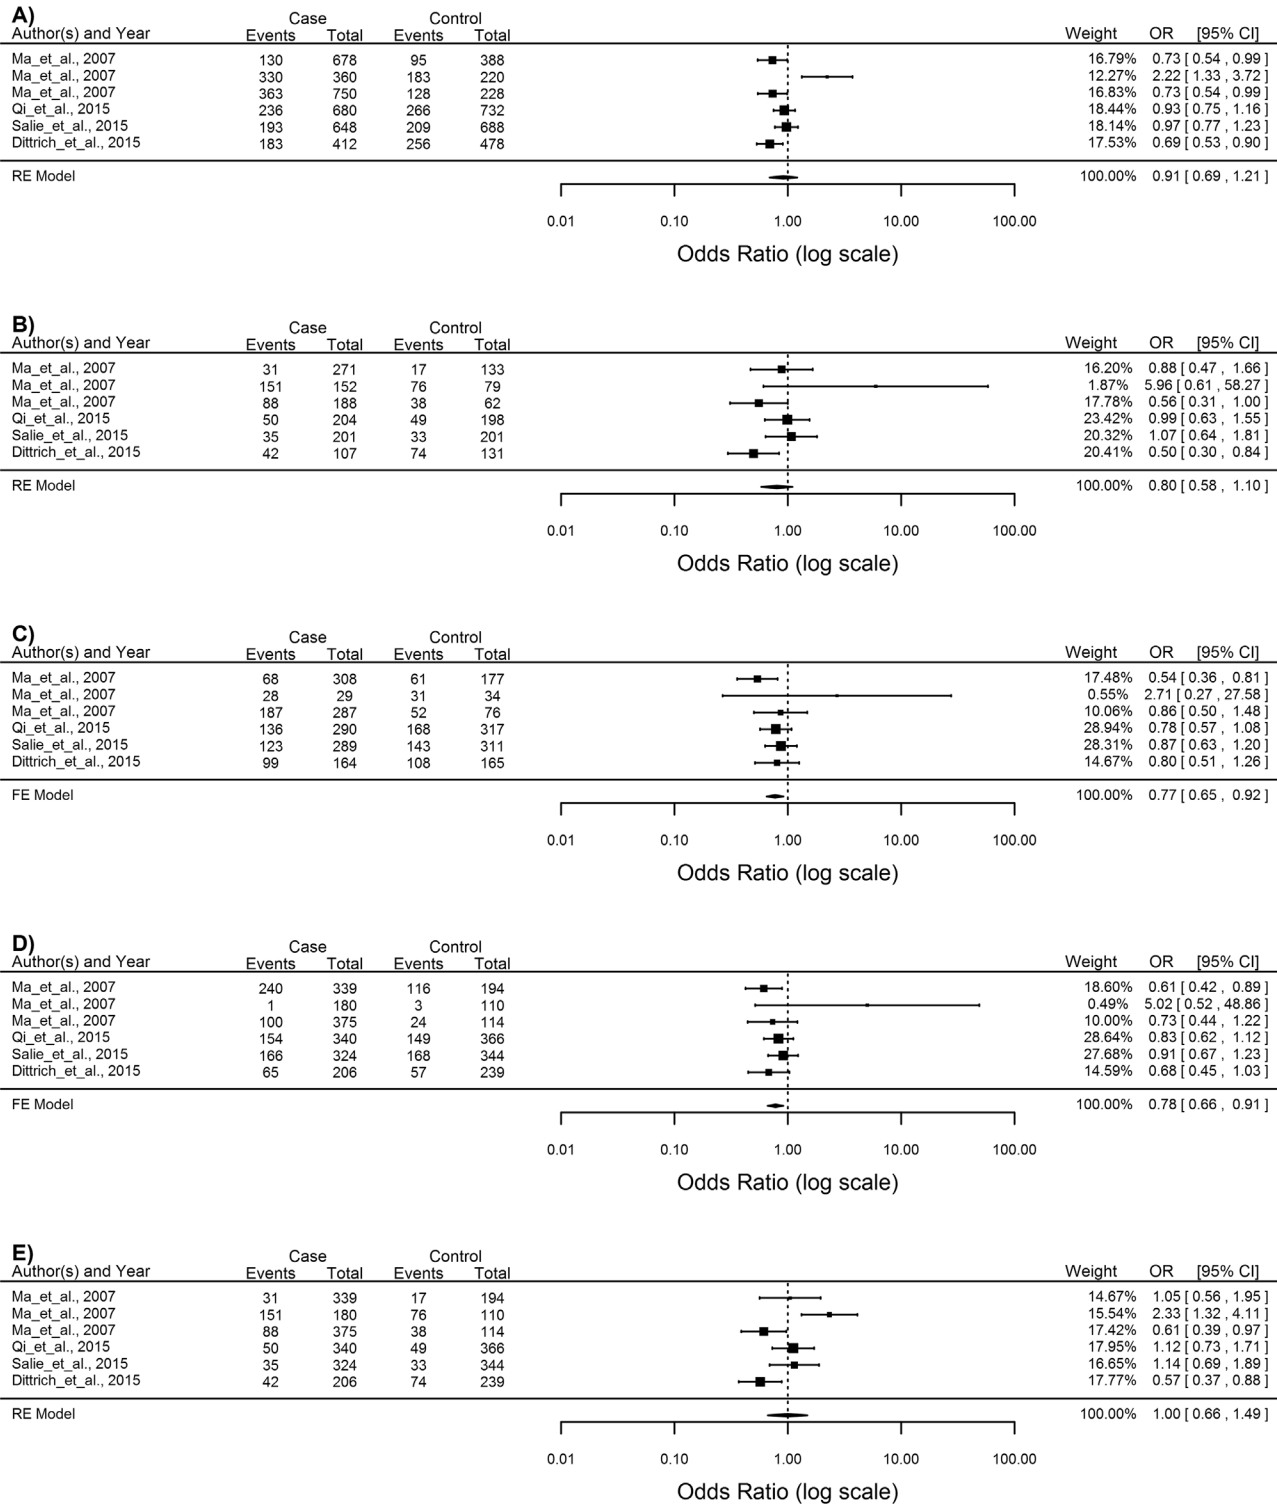 A)
Case Control
Author(s) and Year Events Total Events Total Weight OR [95% CI]
Ma_et_al., 2007 130 678 95 388 16.79% 0.73 [ 0.54 , 0.99 ]
Ma_et_al., 2007 330 360 183 220 12.27% 2.22 [ 1.33 , 3.72 ]
Ma_et_al., 2007 363 750 128 228 16.83% 0.73 [ 0.54 , 0.99 ]
Qi_et_al., 2015 236 680 266 732 18.44% 0.93 [ 0.75 , 1.16 ]
Salie_et_al., 2015 193 648 209 688 18.14% 0.97 [ 0.77 , 1.23 ]
Dittrich_et_al., 2015 183 412 256 478 17.53% 0.69 [ 0.53 , 0.90 ]
RE Model 100.00% 0.91 [ 0.69 , 1.21 ]
0.01 0.10 1.00 10.00 100.00
Odds Ratio (log scale)
B)
Case Control
Author(s) and Year Events Total Events Total Weight OR [95% CI]
Ma_et_al., 2007 31 271 17 133 16.20% 0.88 [ 0.47 , 1.66 ]
Ma_et_al., 2007 151 152 76 79 1.87% 5.96 [ 0.61 , 58.27 ]
Ma_et_al., 2007 88 188 38 62 17.78% 0.56 [ 0.31 , 1.00 ]
Qi_et_al., 2015 50 204 49 198 23.42% 0.99 [ 0.63 , 1.55 ]
Salie_et_al., 2015 35 201 33 201 20.32% 1.07 [ 0.64 , 1.81 ]
Dittrich_et_al., 2015 42 107 74 131 20.41% 0.50 [ 0.30 , 0.84 ]
RE Model 100.00% 0.80 [ 0.58 , 1.10 ]
0.01 0.10 1.00 10.00 100.00
Odds Ratio (log scale)
C)
Case Control
Author(s) and Year Events Total Events Total Weight OR [95% CI]
Ma_et_al., 2007 68 308 61 177 17.48% 0.54 [ 0.36 , 0.81 ]
Ma_et_al., 2007 28 29 31 34 0.55% 2.71 [ 0.27 , 27.58 ]
Ma_et_al., 2007 187 287 52 76 10.06% 0.86 [ 0.50 , 1.48 ]
Qi_et_al., 2015 136 290 168 317 28.94% 0.78 [ 0.57 , 1.08 ]
Salie_et_al., 2015 123 289 143 311 28.31% 0.87 [ 0.63 , 1.20 ]
Dittrich_et_al., 2015 99 164 108 165 14.67% 0.80 [ 0.51 , 1.26 ]
FE Model 100.00% 0.77 [ 0.65 , 0.92 ]
0.01 0.10 1.00 10.00 100.00
Odds Ratio (log scale)
D)
Case Control
Author(s) and Year Events Total Events Total Weight OR [95% CI]
Ma_et_al., 2007 240 339 116 194 18.60% 0.61 [ 0.42 , 0.89 ]
Ma_et_al., 2007 1 180 3 110 0.49% 5.02 [ 0.52 , 48.86 ]
Ma_et_al., 2007 100 375 24 114 10.00% 0.73 [ 0.44 , 1.22 ]
Qi_et_al., 2015 154 340 149 366 28.64% 0.83 [ 0.62 , 1.12 ]
Salie_et_al., 2015 166 324 168 344 27.68% 0.91 [ 0.67 , 1.23 ]
Dittrich_et_al., 2015 65 206 57 239 14.59% 0.68 [ 0.45 , 1.03 ]
FE Model 100.00% 0.78 [ 0.66 , 0.91 ]
0.01 0.10 1.00 10.00 100.00
Odds Ratio (log scale)
E)
Case Control
Author(s) and Year Events Total Events Total Weight OR [95% CI]
Ma_et_al., 2007 31 339 17 194 14.67% 1.05 [ 0.56 , 1.95 ]
Ma_et_al., 2007 151 180 76 110 15.54% 2.33 [ 1.32 , 4.11 ]
Ma_et_al., 2007 88 375 38 114 17.42% 0.61 [ 0.39 , 0.97 ]
Qi_et_al., 2015 50 340 49 366 17.95% 1.12 [ 0.73 , 1.71 ]
Salie_et_al., 2015 35 324 33 344 16.65% 1.14 [ 0.69 , 1.89 ]
Dittrich_et_al., 2015 42 206 74 239 17.77% 0.57 [ 0.37 , 0.88 ]
RE Model 100.00% 1.00 [ 0.66 , 1.49 ]
0.01 0.10 1.00 10.00 100.00
Odds Ratio (log scale)